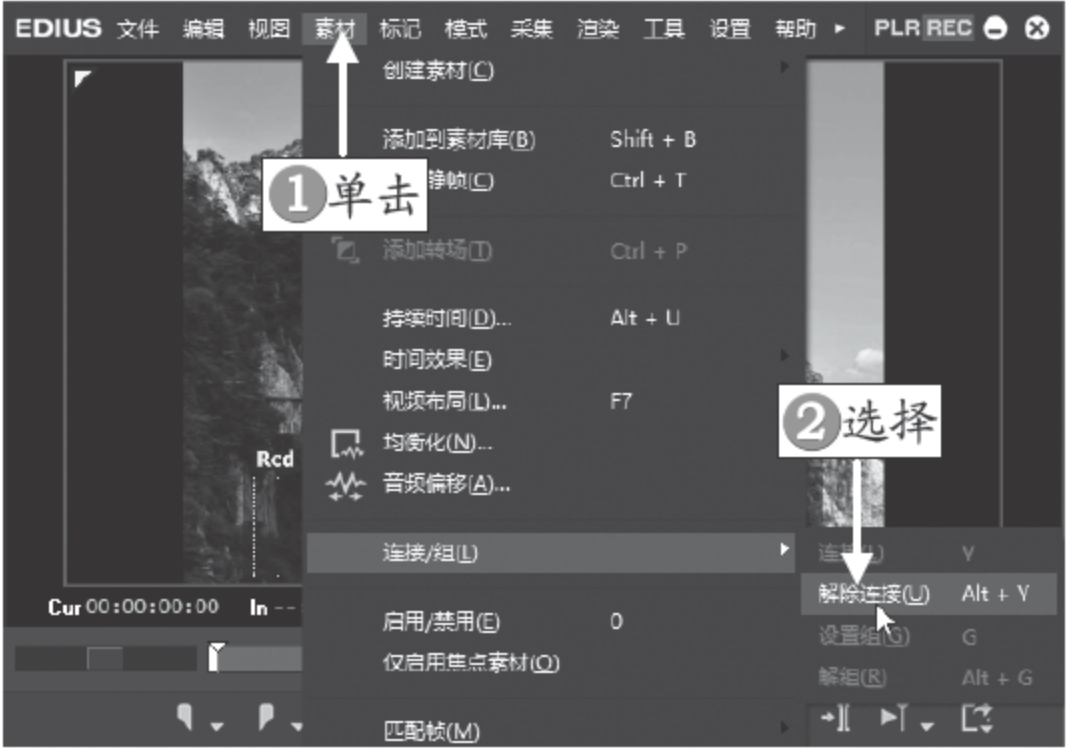 EDIUS 文件 编辑 视图 素材 标记 模式 采集 渲染 工具 设置 帮助 PLR REC
创建素材(C)
添加到素材库(B) Shift + B
静帧(C) Ctrl + T
1 单击
添加转场(T) Ctrl + P
持续时间(D)... Alt + U
时间效果(E)
视频布局(L)... F7
2 选择
均衡化(N)...
Rcd
音频偏移(A)...
连接/组(L)
连接(L) Y
解除连接(U) Alt + Y
Cur 00:00:00:00 In --
启用/禁用(E) 0
设置组(G) G
仅启用焦点素材(O)
解组(R) Alt + G
匹配帧(M)